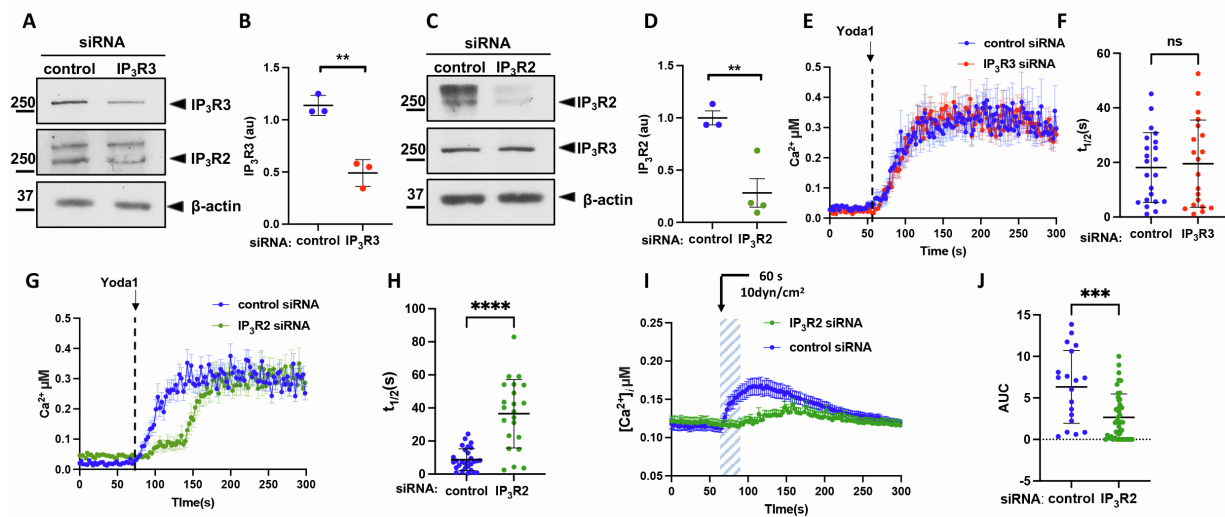 A
siRNA
control IP₃R3
250
IP₃R3
250
IP₃R2
37
β-actin
B
**
1.5
1.0
0.5
0.0
IP₃R3 (au)
siRNA: control IP₃R3
C
siRNA
control IP₃R2
250
IP₃R2
250
IP₃R3
37
β-actin
D
**
1.5
1.0
0.5
0.0
IP₃R2 (au)
siRNA: control IP₃R2
E
Yoda1
control siRNA
IP₃R3 siRNA
0.5
0.4
0.3
0.2
0.1
0.0
Ca²⁺ µM
0 50 100 150 200 250 300
Time (s)
F
ns
60
40
20
0
t1/2(s)
siRNA: control IP₃R3
G
Yoda1
control siRNA
IP₃R2 siRNA
0.5
0.4
0.3
0.2
0.1
0.0
Ca²⁺ µM
0 50 100 150 200 250 300
TIme(s)
H
****
100
80
60
40
20
0
t1/2(s)
siRNA: control IP₃R2
I
60 s
10dyn/cm²
IP₃R2 siRNA
control siRNA
0.25
0.20
0.15
0.10
0.05
[Ca²⁺]ᵢ µM
0 50 100 150 200 250 300
TIme(s)
J
***
15
10
5
0
-5
AUC
siRNA: control IP₃R2